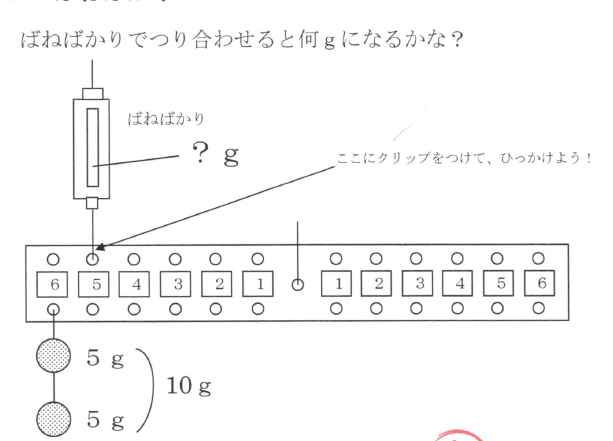 ばねばかりでつり合わせると何gになるかな？
ばねばかり
？ g
ここにクリップをつけて、ひっかけよう！
6 5 4 3 2 1 1 2 3 4 5 6
5 g
10 g
5 g